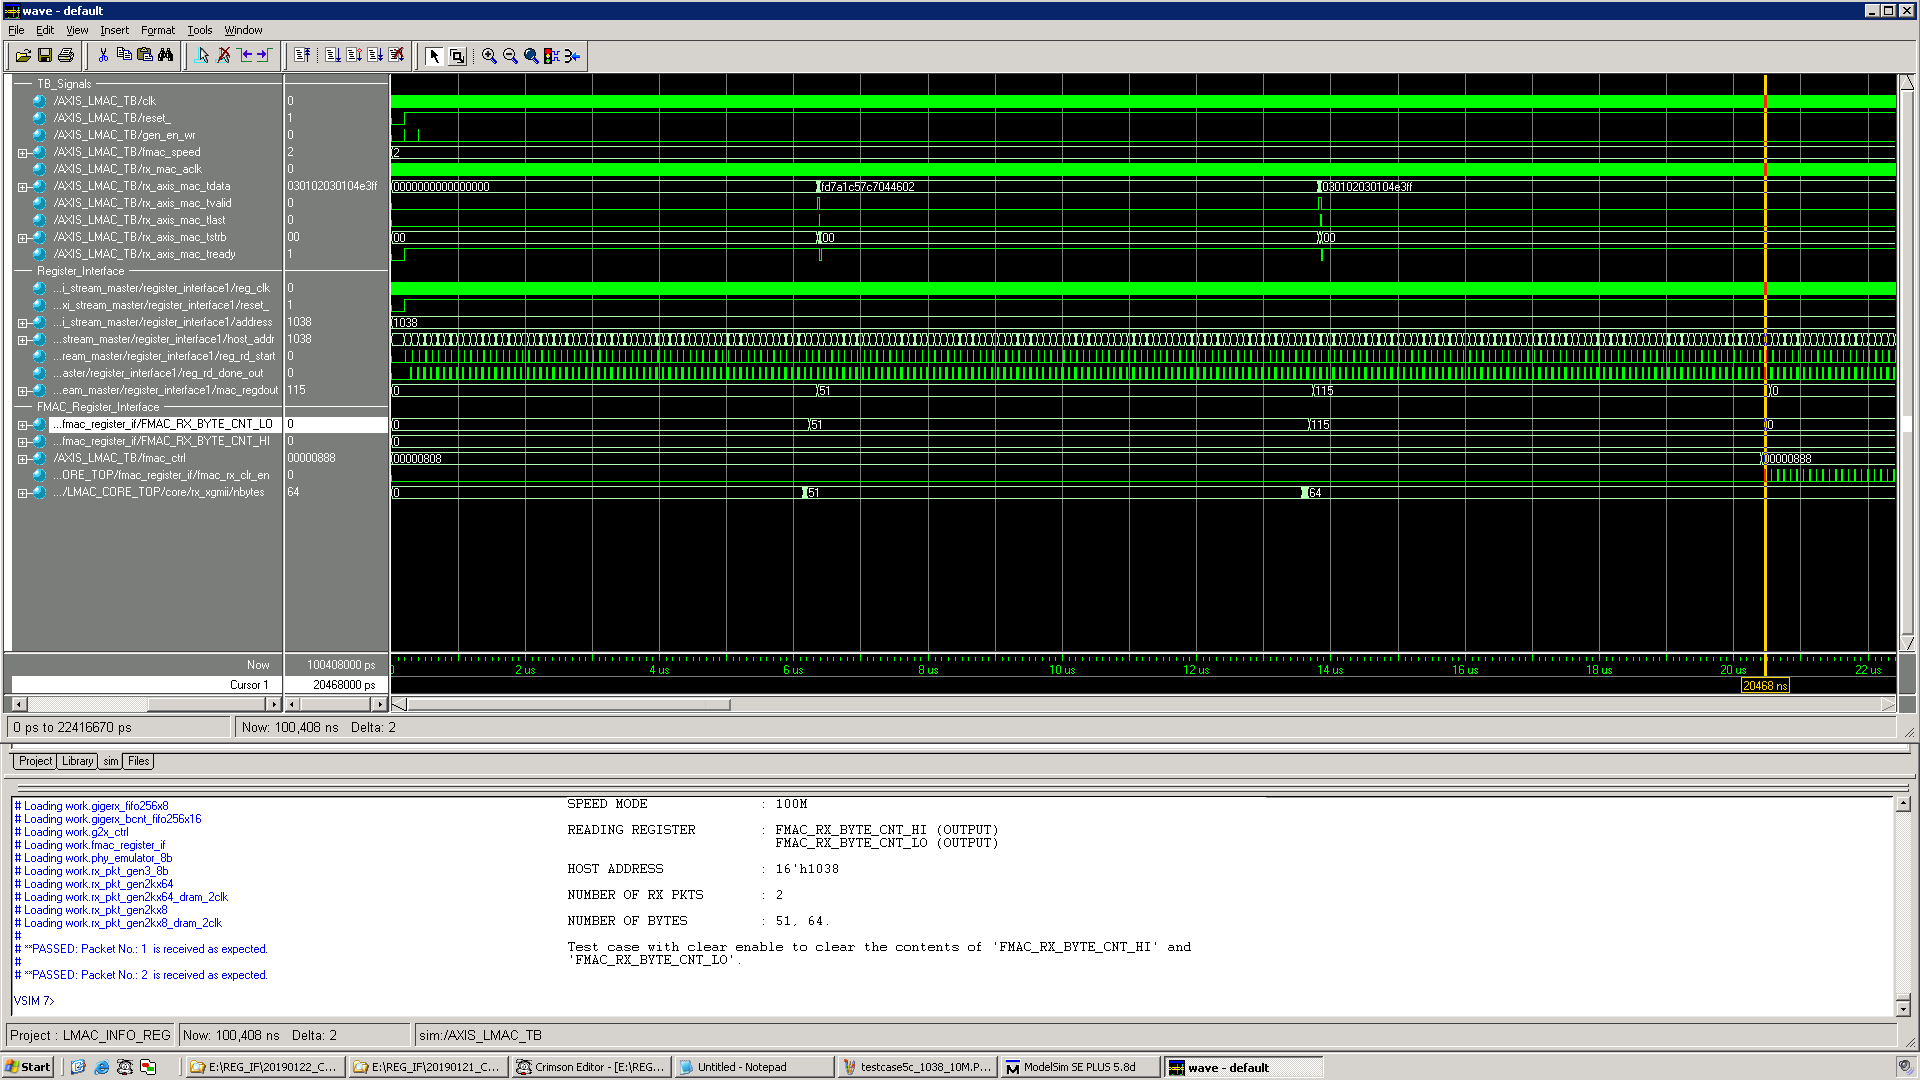 wave - default
File Edit View Insert Format Tools Window
TB_Signals
/AXIS_LMAC_TB/clk 0
/AXIS_LMAC_TB/reset_ 1
/AXIS_LMAC_TB/gen_en_wr 0
/AXIS_LMAC_TB/fmac_speed 2 2
/AXIS_LMAC_TB/rx_mac_aclk 0
/AXIS_LMAC_TB/rx_axis_mac_tdata 030102030104e3ff 0000000000000000 fd7a1c57c7044602 030102030104e3ff
/AXIS_LMAC_TB/rx_axis_mac_tvalid 0
/AXIS_LMAC_TB/rx_axis_mac_tlast 0
/AXIS_LMAC_TB/rx_axis_mac_tstrb 00 00 00 00
/AXIS_LMAC_TB/rx_axis_mac_tready 1
Register_Interface
...i_stream_master/register_interface1/reg_clk 0
...xi_stream_master/register_interface1/reset_ 1
...i_stream_master/register_interface1/address 1038 1038
...stream_master/register_interface1/host_addr 1038
...ream_master/register_interface1/reg_rd_start 0
...aster/register_interface1/reg_rd_done_out 0
...eam_master/register_interface1/mac_regdout 115 0 51 115 0
FMAC_Register_Interface
...fmac_register_if/FMAC_RX_BYTE_CNT_LO 0 0 51 115 0
...fmac_register_if/FMAC_RX_BYTE_CNT_HI 0 0
/AXIS_LMAC_TB/fmac_ctrl 00000888 00000808 00000888
...ORE_TOP/fmac_register_if/fmac_rx_clr_en 0
.../LMAC_CORE_TOP/core/rx_xgmii/nbytes 64 0 51 64
Now 100408000 ps 0 2 us 4 us 6 us 8 us 10 us 12 us 14 us 16 us 18 us 20 us 22 us
Cursor 1 20468000 ps 20468 ns
0 ps to 22416670 ps Now: 100,408 ns Delta: 2
Project Library sim Files
# Loading work.gigerx_fifo256x8
# Loading work.gigerx_bcnt_fifo256x16
# Loading work.g2x_ctrl
# Loading work.fmac_register_if
# Loading work.phy_emulator_8b
# Loading work.rx_pkt_gen3_8b
# Loading work.rx_pkt_gen2kx64
# Loading work.rx_pkt_gen2kx64_dram_2clk
# Loading work.rx_pkt_gen2kx8
# Loading work.rx_pkt_gen2kx8_dram_2clk
#
# **PASSED: Packet No.: 1 is received as expected.
#
# **PASSED: Packet No.: 2 is received as expected.
VSIM 7>
SPEED MODE : 100M
READING REGISTER : FMAC_RX_BYTE_CNT_HI (OUTPUT)
FMAC_RX_BYTE_CNT_LO (OUTPUT)
HOST ADDRESS : 16'h1038
NUMBER OF RX PKTS : 2
NUMBER OF BYTES : 51, 64.
Test case with clear enable to clear the contents of 'FMAC_RX_BYTE_CNT_HI' and
'FMAC_RX_BYTE_CNT_LO'.
Project : LMAC_INFO_REG Now: 100,408 ns Delta: 2 sim:/AXIS_LMAC_TB
Start E:\REG_IF\20190122_C... E:\REG_IF\20190121_C... Crimson Editor - [E:\REG... Untitled - Notepad testcase5c_1038_10M.P... ModelSim SE PLUS 5.8d wave - default